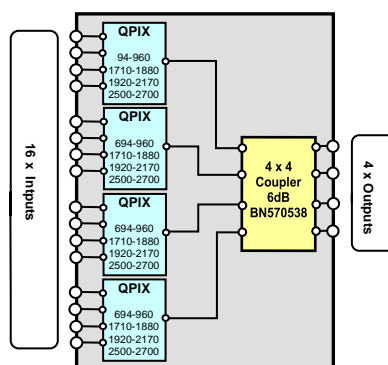 16 x Intputs
QPIX
94-960
1710-1880
1920-2170
2500-2700
QPIX
694-960
1710-1880
1920-2170
2500-2700
QPIX
694-960
1710-1880
1920-2170
2500-2700
QPIX
694-960
1710-1880
1920-2170
2500-2700
4 x 4
Coupler
6dB
BN570538
4 x Outputs